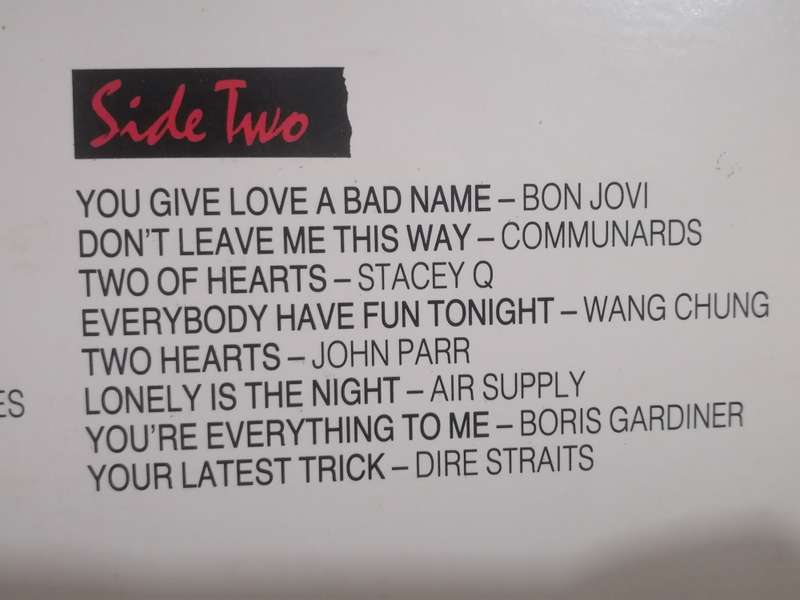 Side Two
YOU GIVE LOVE A BAD NAME – BON JOVI
DON'T LEAVE ME THIS WAY – COMMUNARDS
TWO OF HEARTS – STACEY Q
EVERYBODY HAVE FUN TONIGHT – WANG CHUNG
TWO HEARTS – JOHN PARR
LONELY IS THE NIGHT – AIR SUPPLY
YOU'RE EVERYTHING TO ME – BORIS GARDINER
YOUR LATEST TRICK – DIRE STRAITS